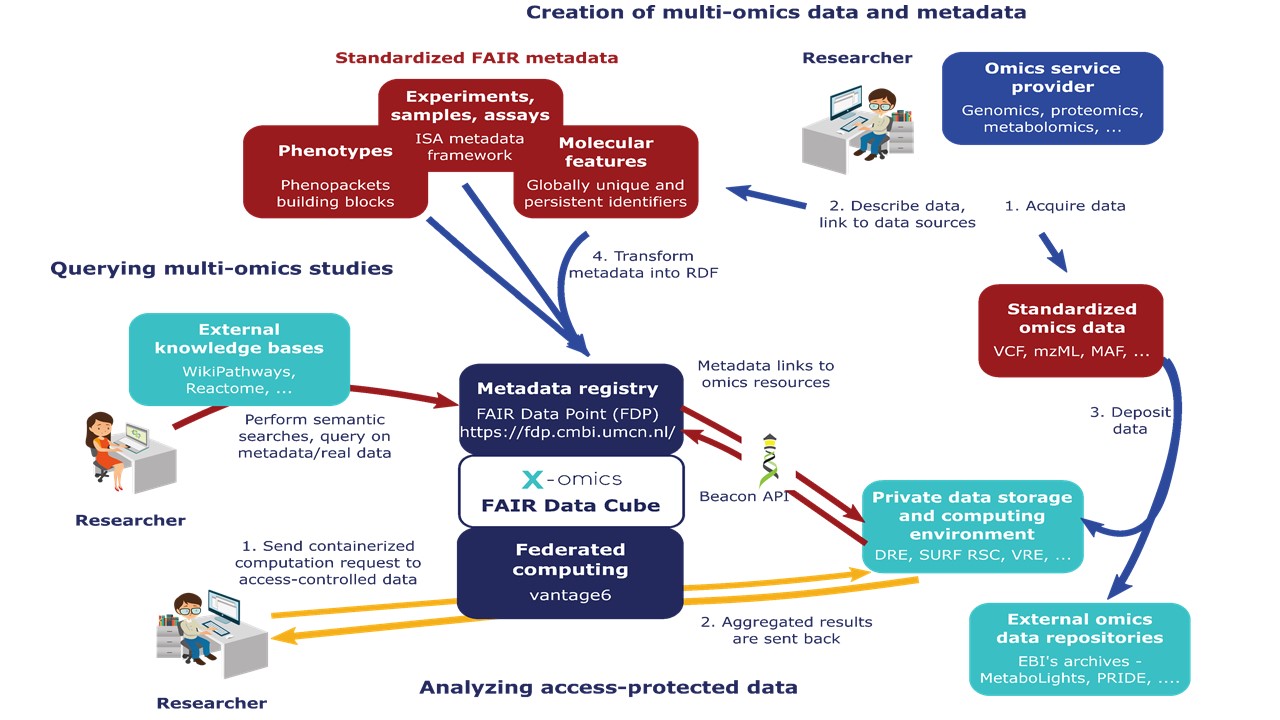 Creation of multi-omics data and metadata
Standardized FAIR metadata
Experiments,
samples, assays
ISA metadata
framework
Phenotypes
Phenopackets
building blocks
Molecular
features
Globally unique and
persistent identifiers
Researcher
Omics service
provider
Genomics, proteomics,
metabolomics, ...
2. Describe data,
link to data sources
1. Acquire data
4. Transform
metadata into RDF
Standardized
omics data
VCF, mzML, MAF, ...
3. Deposit
data
Querying multi-omics studies
External
knowledge bases
WikiPathways,
Reactome, ...
Perform semantic
searches, query on
metadata/real data
Researcher
Metadata registry
FAIR Data Point (FDP)
https://fdp.cmbi.umcn.nl/
X-omics
FAIR Data Cube
Federated
computing
vantage6
Metadata links to
omics resources
Beacon API
Private data storage
and computing
environment
DRE, SURF RSC, VRE, ...
External omics
data repositories
EBI's archives -
MetaboLights, PRIDE, ....
1. Send containerized
computation request to
access-controlled data
2. Aggregated results
are sent back
Researcher
Analyzing access-protected data